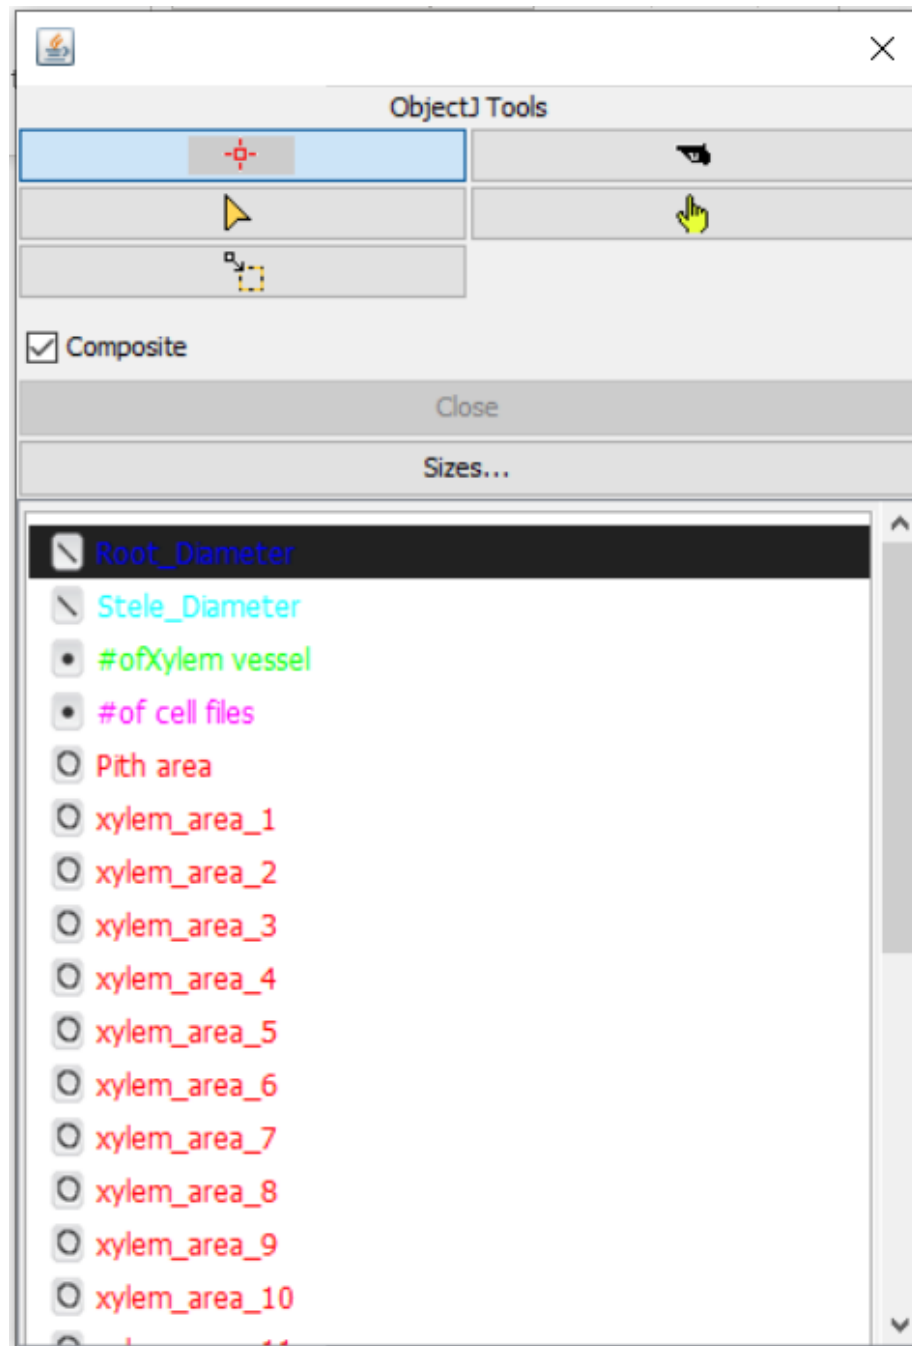 ObjectJ Tools
Composite
Close
Sizes...
Root_Diameter
Stele_Diameter
#ofXylem vessel
#of cell files
Pith area
xylem_area_1
xylem_area_2
xylem_area_3
xylem_area_4
xylem_area_5
xylem_area_6
xylem_area_7
xylem_area_8
xylem_area_9
xylem_area_10